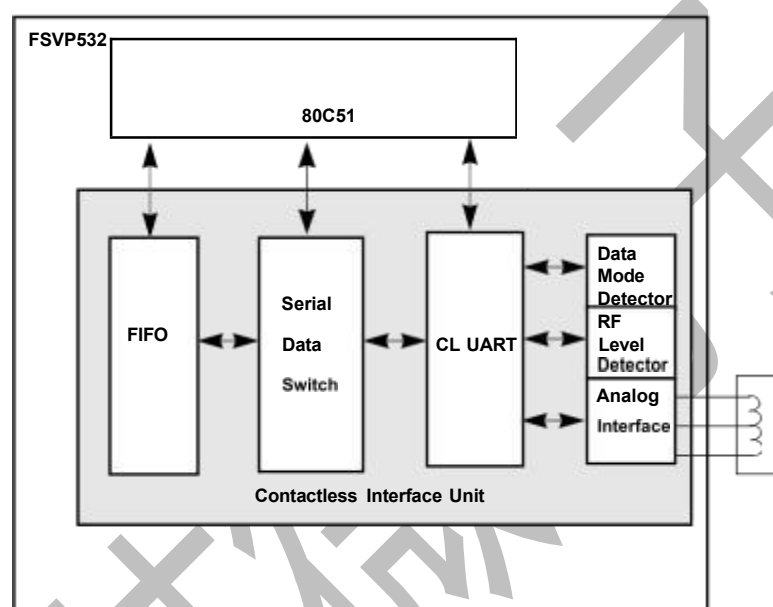 FSVP532
80C51
FIFO
Serial
Data
Switch
CL UART
Data
Mode
Detector
RF
Level
Detector
Analog
Interface
Contactless Interface Unit